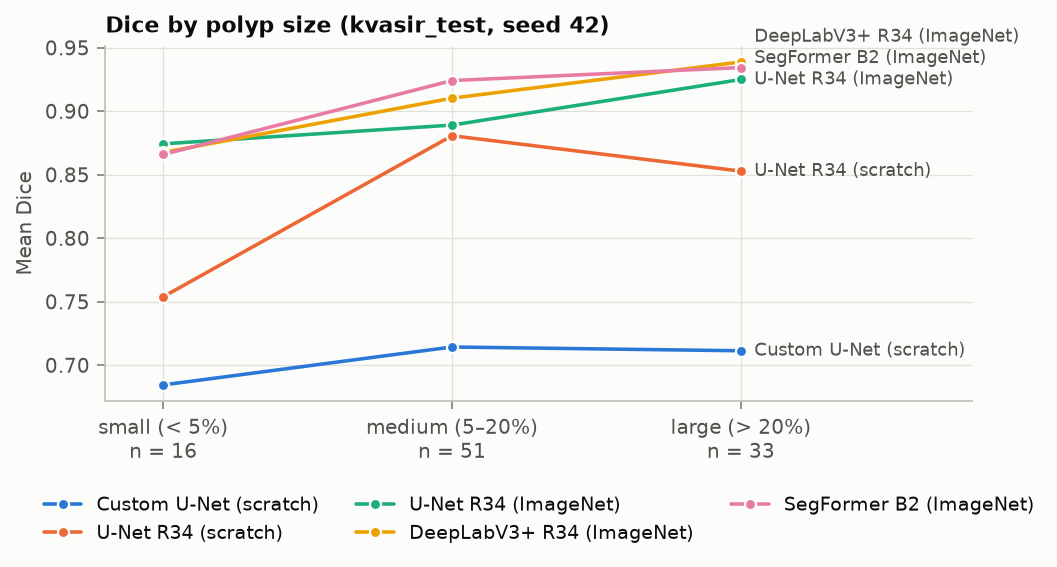 Dice by polyp size (kvasir_test, seed 42)
Mean Dice
0.95
0.90
0.85
0.80
0.75
0.70
DeepLabV3+ R34 (ImageNet)
SegFormer B2 (ImageNet)
U-Net R34 (ImageNet)
U-Net R34 (scratch)
Custom U-Net (scratch)
small (< 5%)
n = 16
medium (5–20%)
n = 51
large (> 20%)
n = 33
Custom U-Net (scratch)
U-Net R34 (scratch)
U-Net R34 (ImageNet)
DeepLabV3+ R34 (ImageNet)
SegFormer B2 (ImageNet)